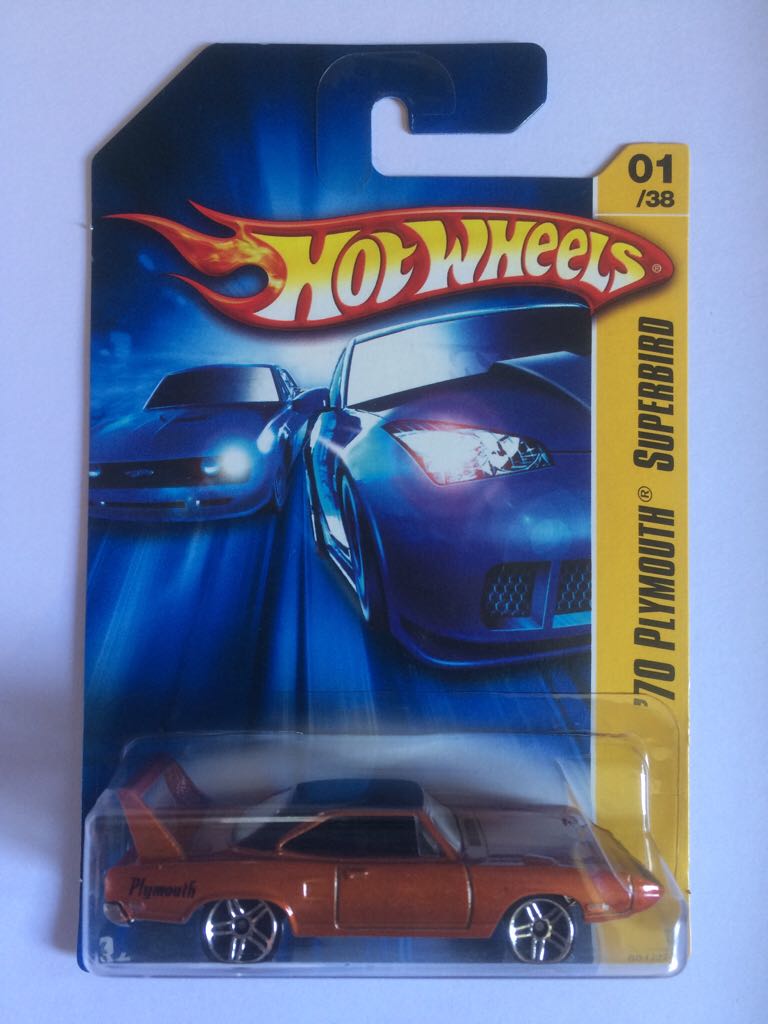 01
/38
HOT WHEELS®
'70 PLYMOUTH® SUPERBIRD
Plymouth